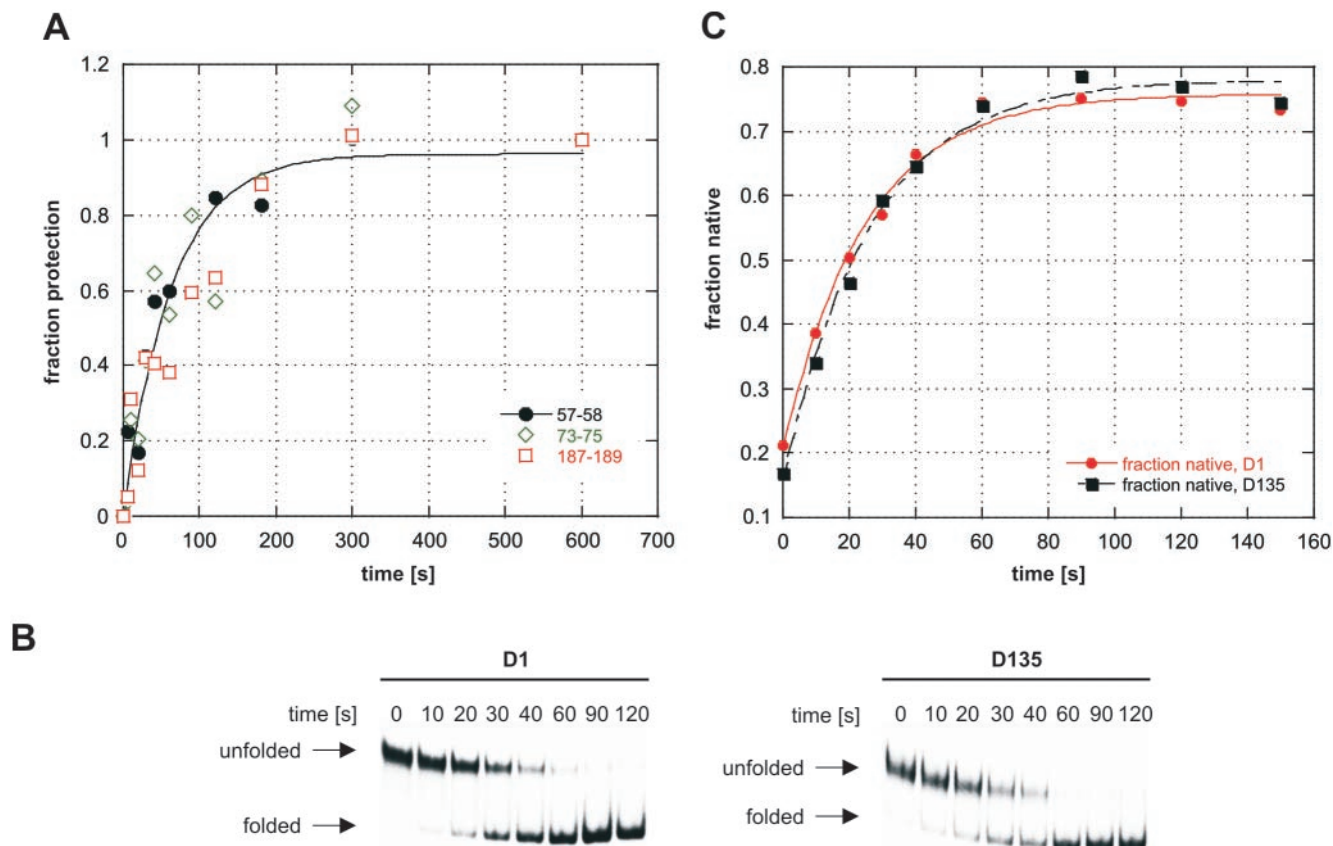 A
1.2
1
0.8
0.6
0.4
0.2
0
fraction protection
0 100 200 300 400 500 600 700
time [s]
57-58
73-75
187-189
C
0.8
0.7
0.6
0.5
0.4
0.3
0.2
0.1
fraction native
0 20 40 60 80 100 120 140 160
time [s]
fraction native, D1
fraction native, D135
B
D1
time [s] 0 10 20 30 40 60 90 120
unfolded
folded
D135
time [s] 0 10 20 30 40 60 90 120
unfolded
folded